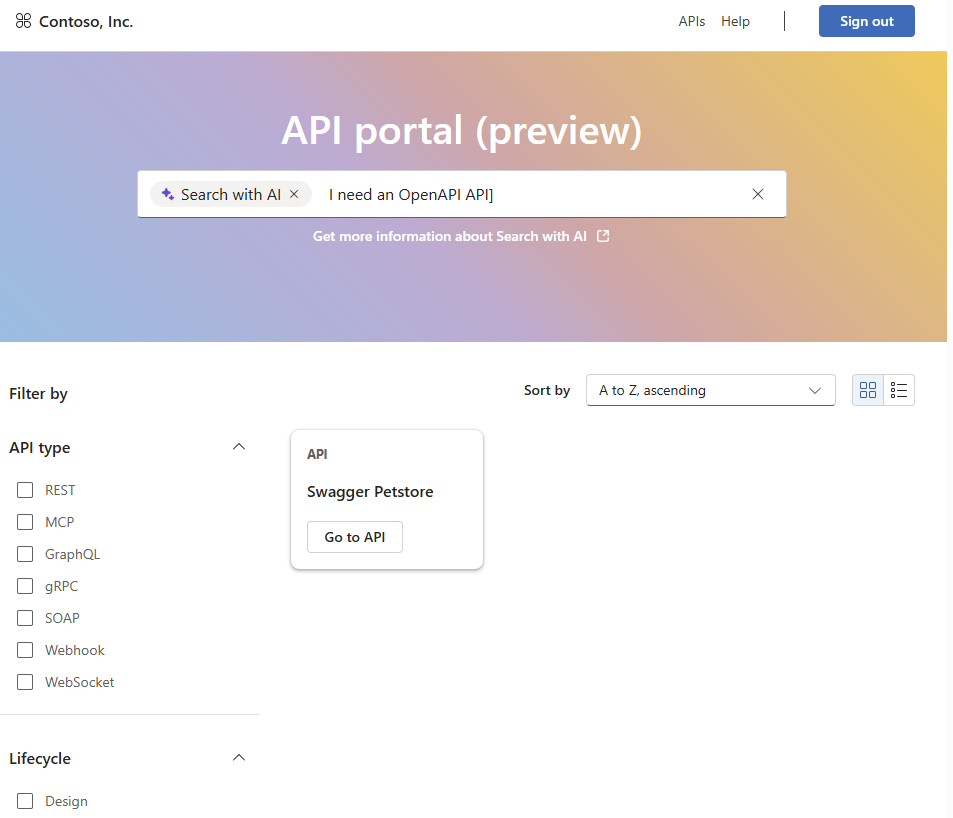 Contoso, Inc.
APIs Help
Sign out
API portal (preview)
Search with AI I need an OpenAPI API]
Get more information about Search with AI
Filter by
Sort by A to Z, ascending
API type
REST
MCP
GraphQL
gRPC
SOAP
Webhook
WebSocket
Lifecycle
Design
API
Swagger Petstore
Go to API